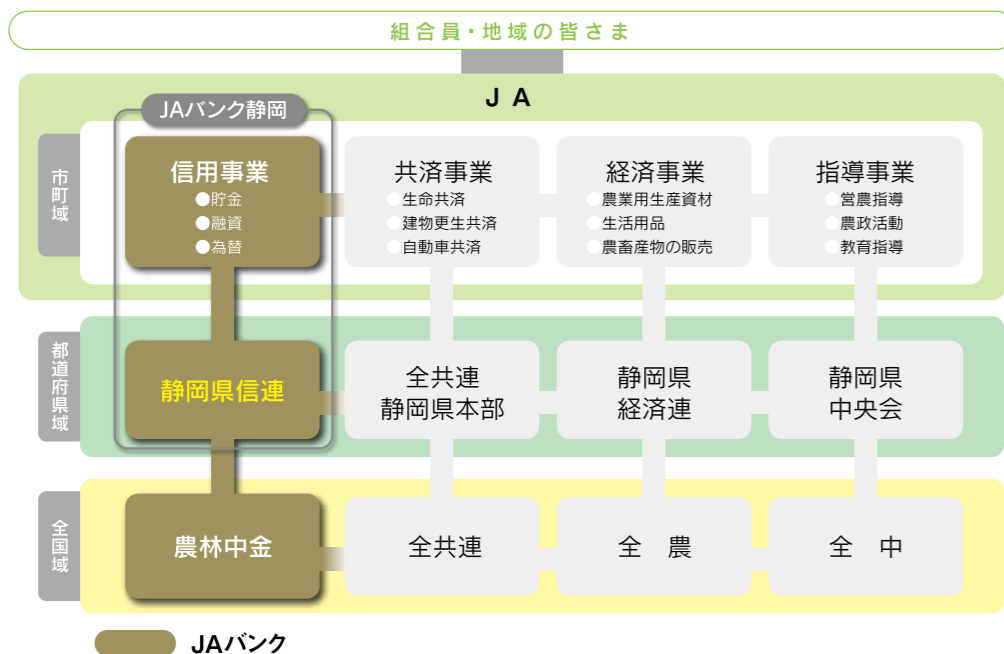 組合員・地域の皆さま
JA
JAバンク静岡
市町域
信用事業
●貯金
●融資
●為替
共済事業
●生命共済
●建物更生共済
●自動車共済
経済事業
●農業用生産資材
●生活用品
●農畜産物の販売
指導事業
●営農指導
●農政活動
●教育指導
都道府県域
静岡県信連
全共連
静岡県本部
静岡県
経済連
静岡県
中央会
全国域
農林中金
全共連
全 農
全 中
JAバンク